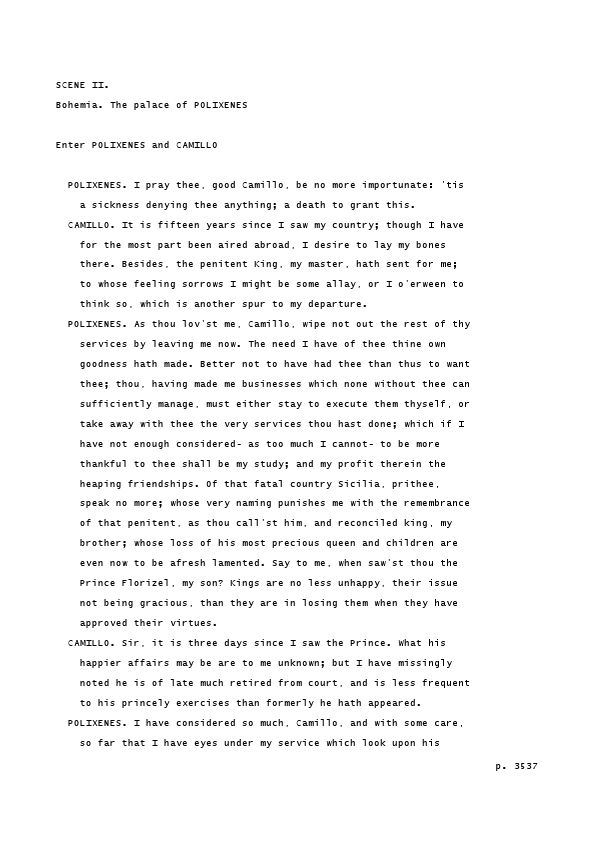 SCENE II.
Bohemia. The palace of POLIXENES
Enter POLIXENES and CAMILLO
POLIXENES. I pray thee, good Camillo, be no more importunate: 'tis
a sickness denying thee anything; a death to grant this.
CAMILLO. It is fifteen years since I saw my country; though I have
for the most part been aired abroad, I desire to lay my bones
there. Besides, the penitent King, my master, hath sent for me;
to whose feeling sorrows I might be some allay, or I o'erween to
think so, which is another spur to my departure.
POLIXENES. As thou lov'st me, Camillo, wipe not out the rest of thy
services by leaving me now. The need I have of thee thine own
goodness hath made. Better not to have had thee than thus to want
thee; thou, having made me businesses which none without thee can
sufficiently manage, must either stay to execute them thyself, or
take away with thee the very services thou hast done; which if I
have not enough considered- as too much I cannot- to be more
thankful to thee shall be my study; and my profit therein the
heaping friendships. Of that fatal country Sicilia, prithee,
speak no more; whose very naming punishes me with the remembrance
of that penitent, as thou call'st him, and reconciled king, my
brother; whose loss of his most precious queen and children are
even now to be afresh lamented. Say to me, when saw'st thou the
Prince Florizel, my son? Kings are no less unhappy, their issue
not being gracious, than they are in losing them when they have
approved their virtues.
CAMILLO. Sir, it is three days since I saw the Prince. What his
happier affairs may be are to me unknown; but I have missingly
noted he is of late much retired from court, and is less frequent
to his princely exercises than formerly he hath appeared.
POLIXENES. I have considered so much, Camillo, and with some care,
so far that I have eyes under my service which look upon his
p. 3537